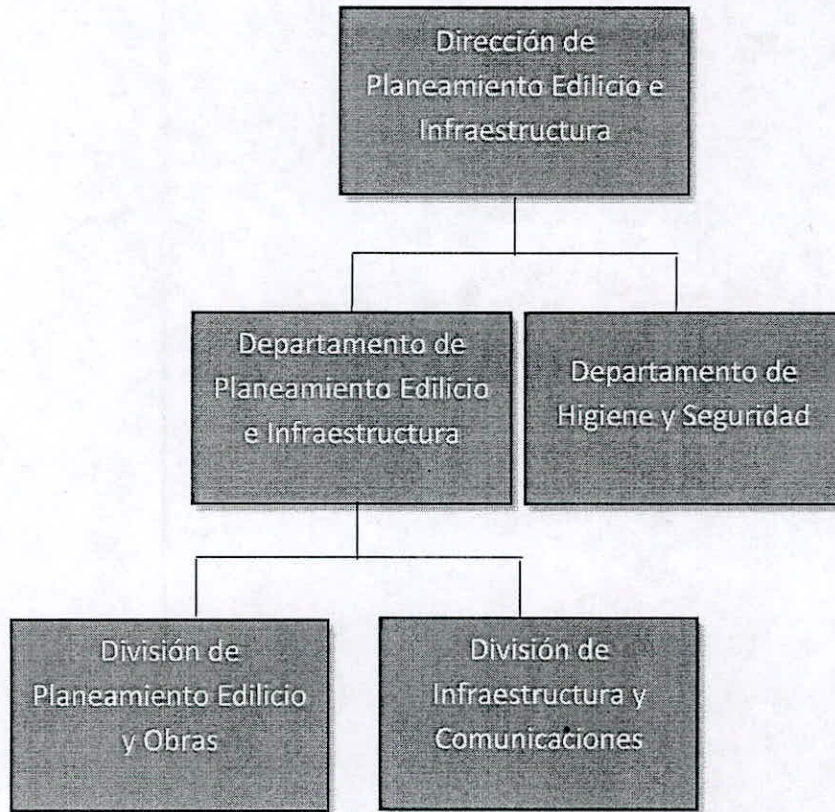 Dirección de
Planeamiento Edilicio e
Infraestructura
Departamento de
Planeamiento Edilicio
e Infraestructura
Departamento de
Higiene y Seguridad
División de
Planeamiento Edilicio
y Obras
División de
Infraestructura y
Comunicaciones